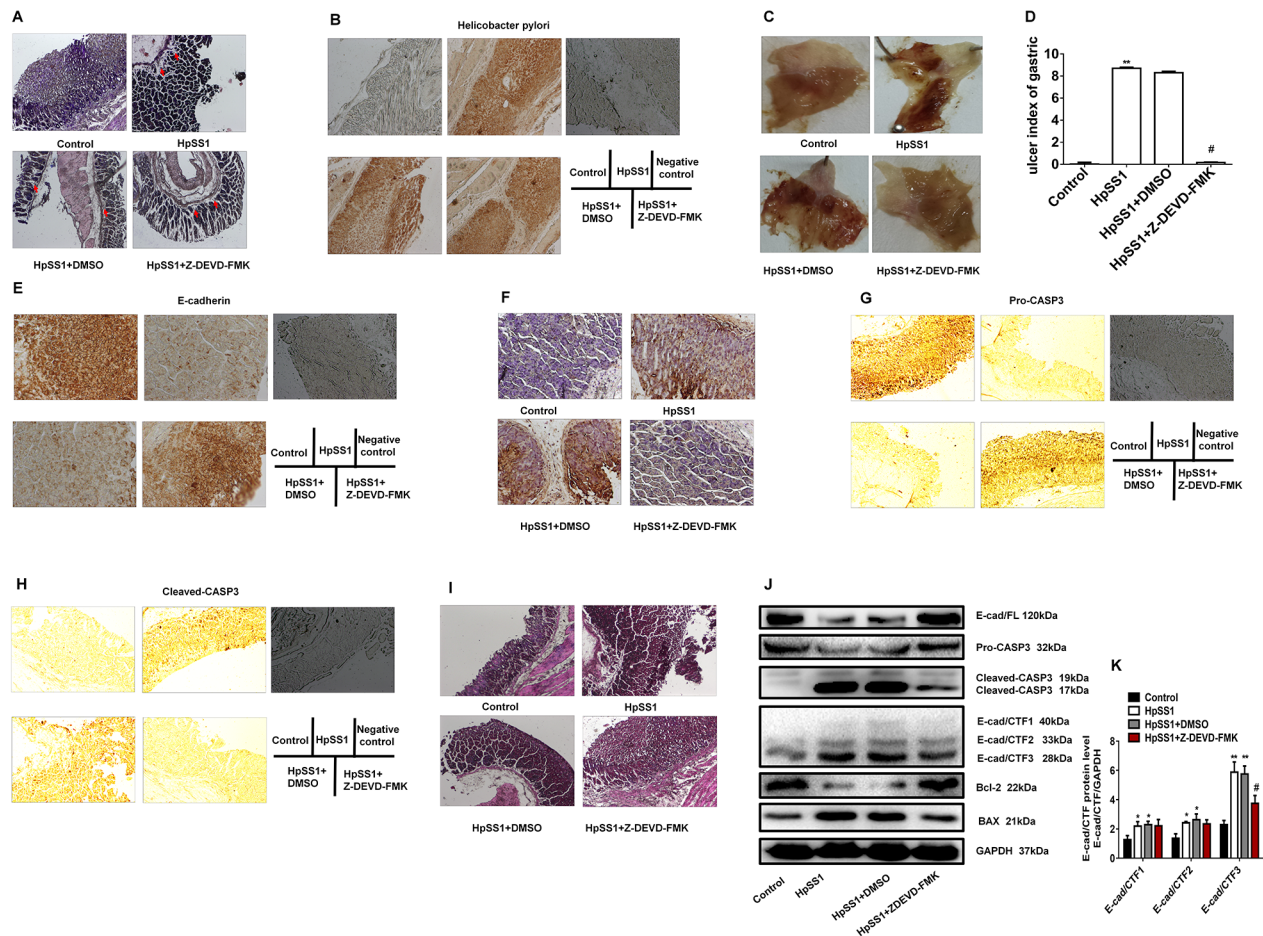 A
Control
HpSS1
HpSS1+DMSO
HpSS1+Z-DEVD-FMK
B
Helicobacter pylori
Control
HpSS1
Negative
control
HpSS1+
DMSO
HpSS1+
Z-DEVD-FMK
C
Control
HpSS1
HpSS1+DMSO
HpSS1+Z-DEVD-FMK
D
ulcer index of gastric
10
8
6
4
2
0
**
#
Control
HpSS1
HpSS1+DMSO
HpSS1+Z-DEVD-FMK
E
E-cadherin
Control
HpSS1
Negative
control
HpSS1+
DMSO
HpSS1+
Z-DEVD-FMK
F
Control
HpSS1
HpSS1+DMSO
HpSS1+Z-DEVD-FMK
G
Pro-CASP3
Control
HpSS1
Negative
control
HpSS1+
DMSO
HpSS1+
Z-DEVD-FMK
H
Cleaved-CASP3
Control
HpSS1
Negative
control
HpSS1+
DMSO
HpSS1+
Z-DEVD-FMK
I
Control
HpSS1
HpSS1+DMSO
HpSS1+Z-DEVD-FMK
J
E-cad/FL 120kDa
Pro-CASP3 32kDa
Cleaved-CASP3 19kDa
Cleaved-CASP3 17kDa
E-cad/CTF1 40kDa
E-cad/CTF2 33kDa
E-cad/CTF3 28kDa
Bcl-2 22kDa
BAX 21kDa
GAPDH 37kDa
Control
HpSS1
HpSS1+DMSO
HpSS1+ZDEVD-FMK
K
Control
HpSS1
HpSS1+DMSO
HpSS1+Z-DEVD-FMK
E-cad/CTF protein level
E-cad/CTF/GAPDH
8
6
4
2
0
* *
* *
** **
#
E-cad/CTF1
E-cad/CTF2
E-cad/CTF3